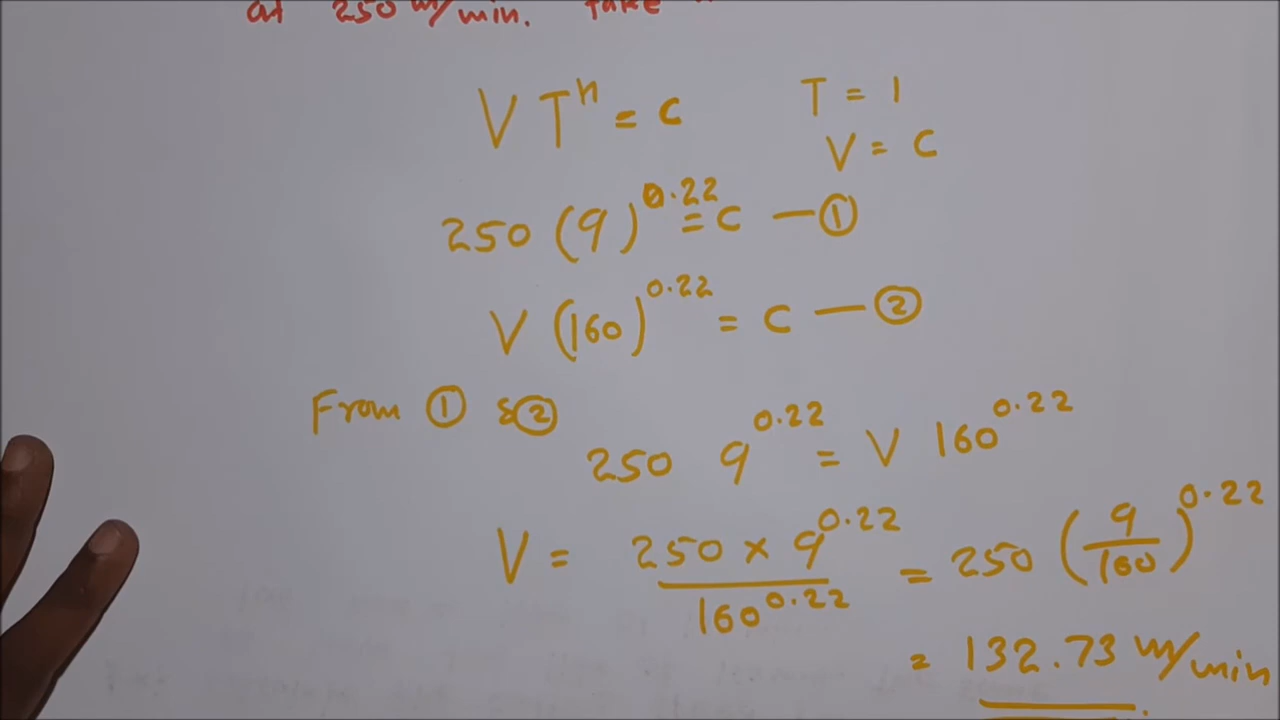 at 250 m/min. Take
V Tⁿ = C T = 1
V = C
250 (9)^0.22 = C — ①
V (160)^0.22 = C — ②
From ① & ②
250 9^0.22 = V 160^0.22
V = 250 × 9^0.22 / 160^0.22 = 250 (9/160)^0.22
= 132.73 m/min